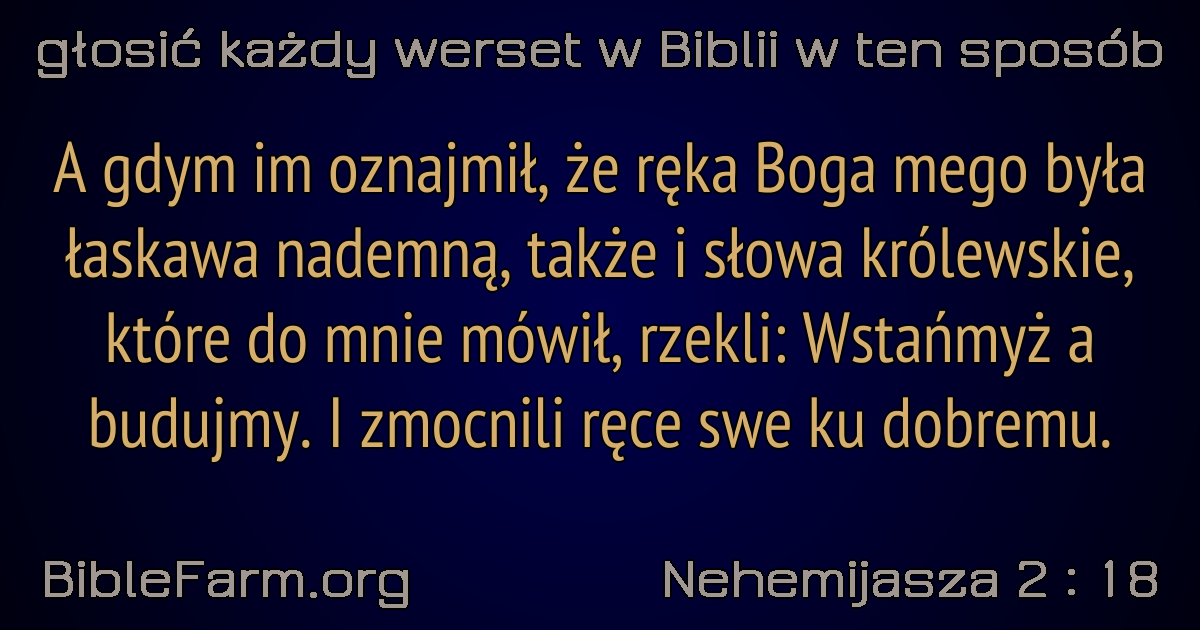 głosić każdy werset w Biblii w ten sposób
A gdym im oznajmił, że ręka Boga mego była
łaskawa nademną, także i słowa królewskie,
które do mnie mówił, rzekli: Wstańmyż a
budujmy. I zmocnili ręce swe ku dobremu.
BibleFarm.org
Nehemijasza 2 : 18